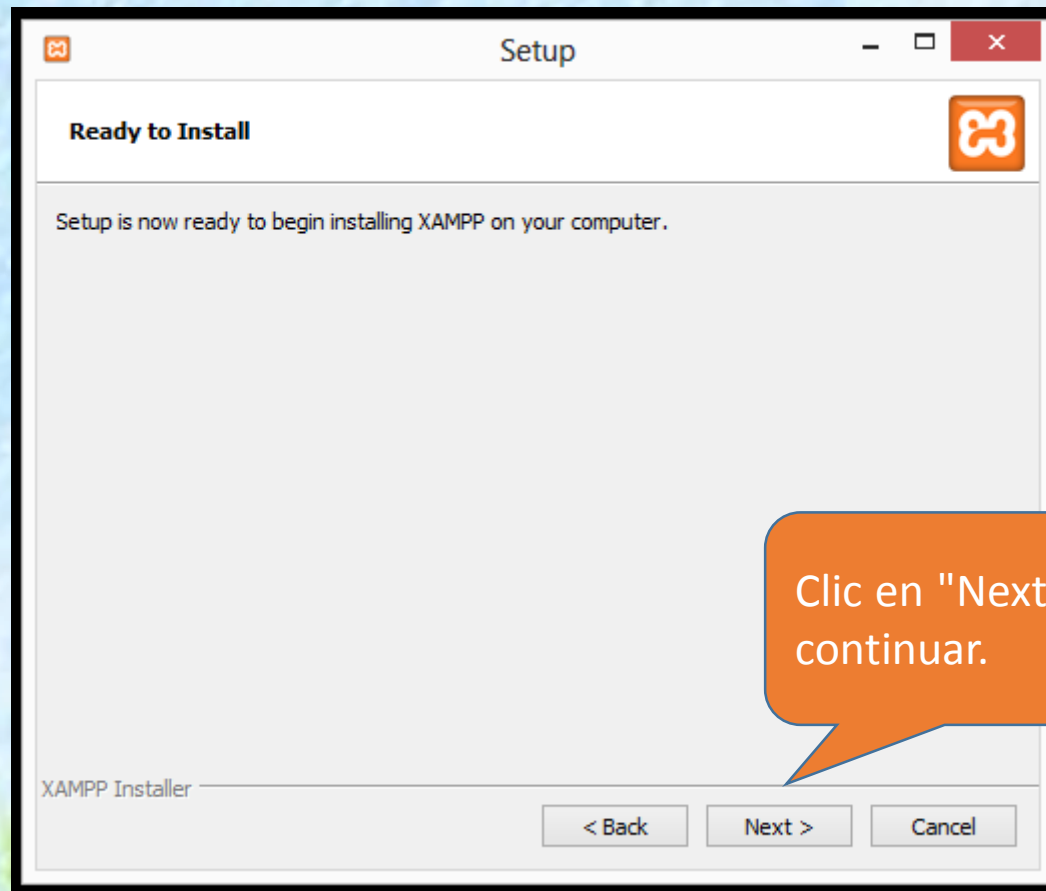 Setup
Ready to Install
Setup is now ready to begin installing XAMPP on your computer.
Clic en "Next
continuar.
XAMPP Installer
< Back Next > Cancel